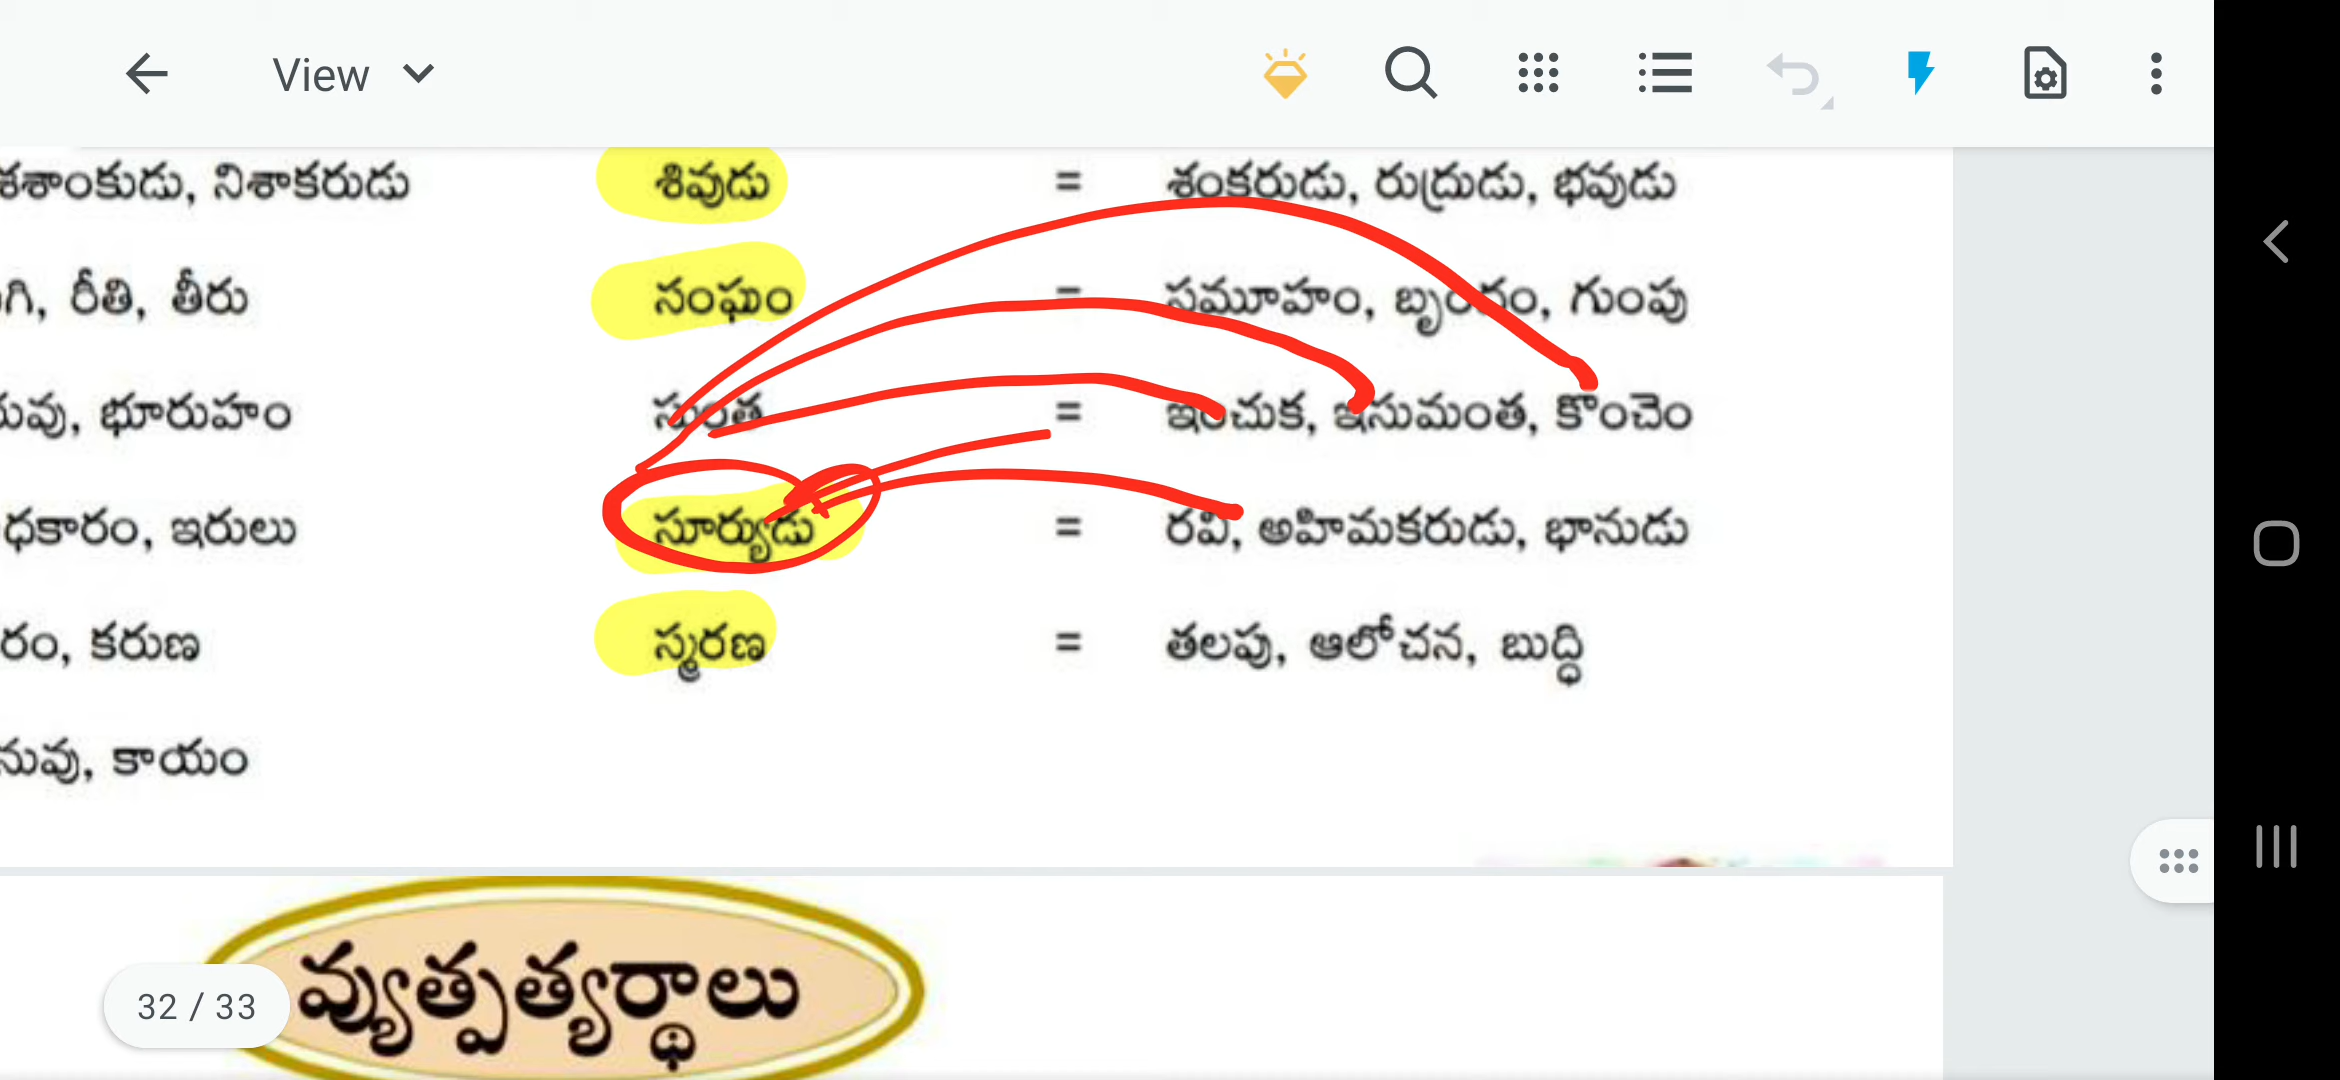 View
శశాంకుడు, నిశాకరుడు శివుడు = శంకరుడు, రుద్రుడు, భవుడు
రీతి, తీరు సంఘం = సమూహం, బృందం, గుంపు
భూరుహం సుంత = ఇంచుక, ఇసుమంత, కొంచెం
ఇరులు సూర్యుడు = రవి, అహిమకరుడు, భానుడు
కరుణ స్మరణ = తలపు, ఆలోచన, బుద్ధి
కాయం
వ్యుత్పత్యర్థాలు
32 / 33